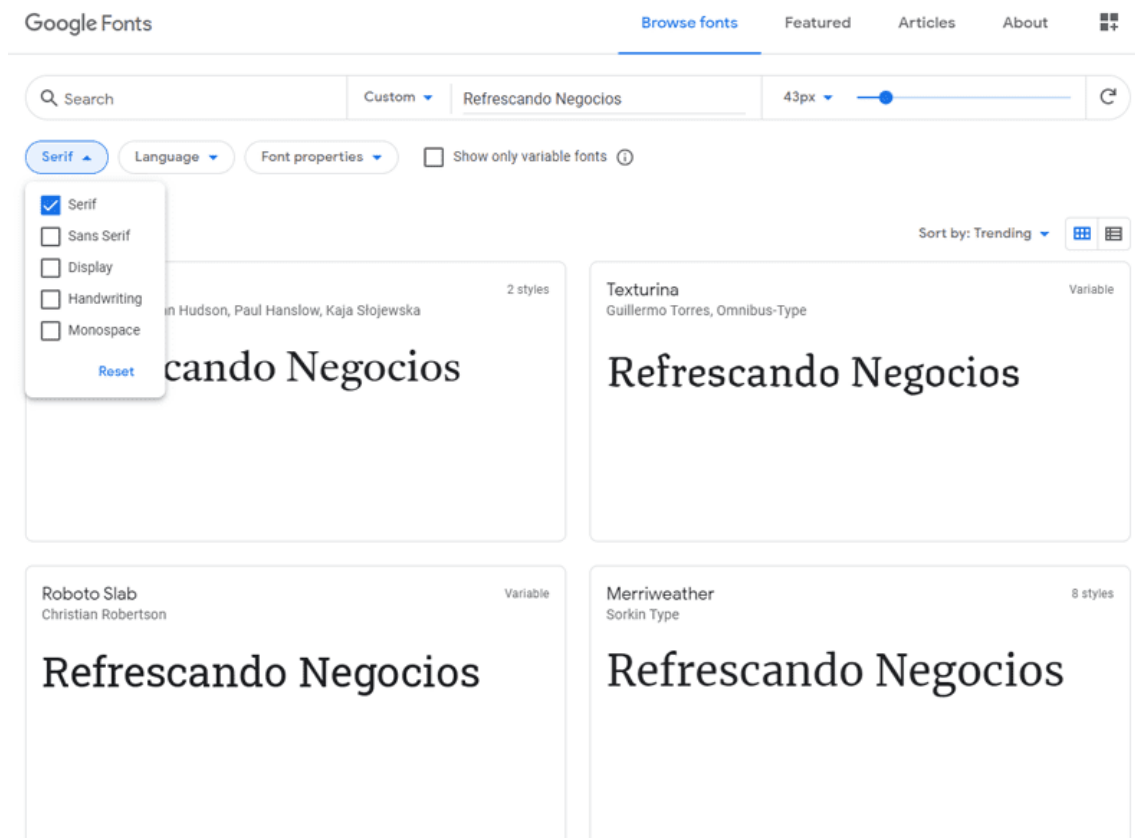 Google Fonts
Browse fonts Featured Articles About
Search Custom Refrescando Negocios 43px
Serif Language Font properties Show only variable fonts
Serif
Sans Serif
Display
Handwriting
Monospace
Reset
Sort by: Trending
2 styles
Hudson, Paul Hanslow, Kaja Słojewska
cando Negocios
Texturina Variable
Guillermo Torres, Omnibus-Type
Refrescando Negocios
Roboto Slab Variable
Christian Robertson
Refrescando Negocios
Merriweather 8 styles
Sorkin Type
Refrescando Negocios